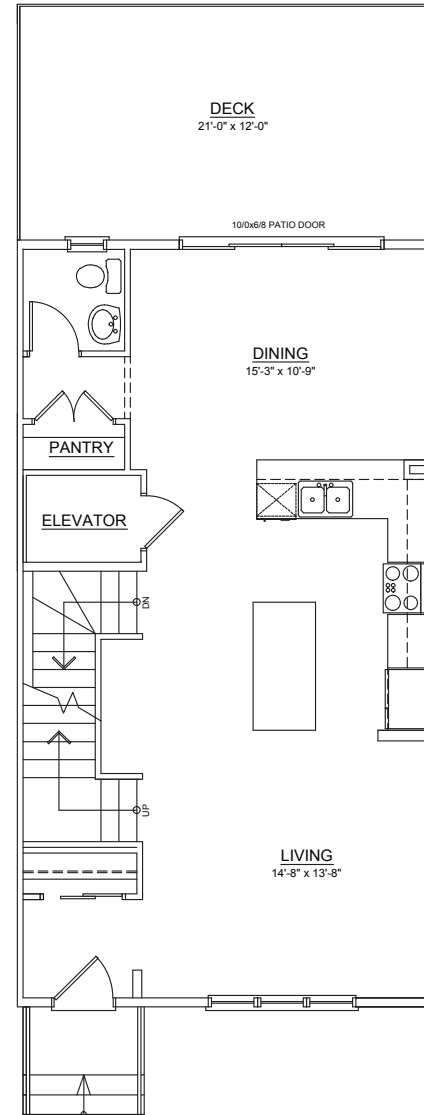 DECK
21'-0" x 12'-0"
10/0x6/8 PATIO DOOR
DINING
15'-3" x 10'-9"
PANTRY
ELEVATOR
DN
UP
LIVING
14'-8" x 13'-8"